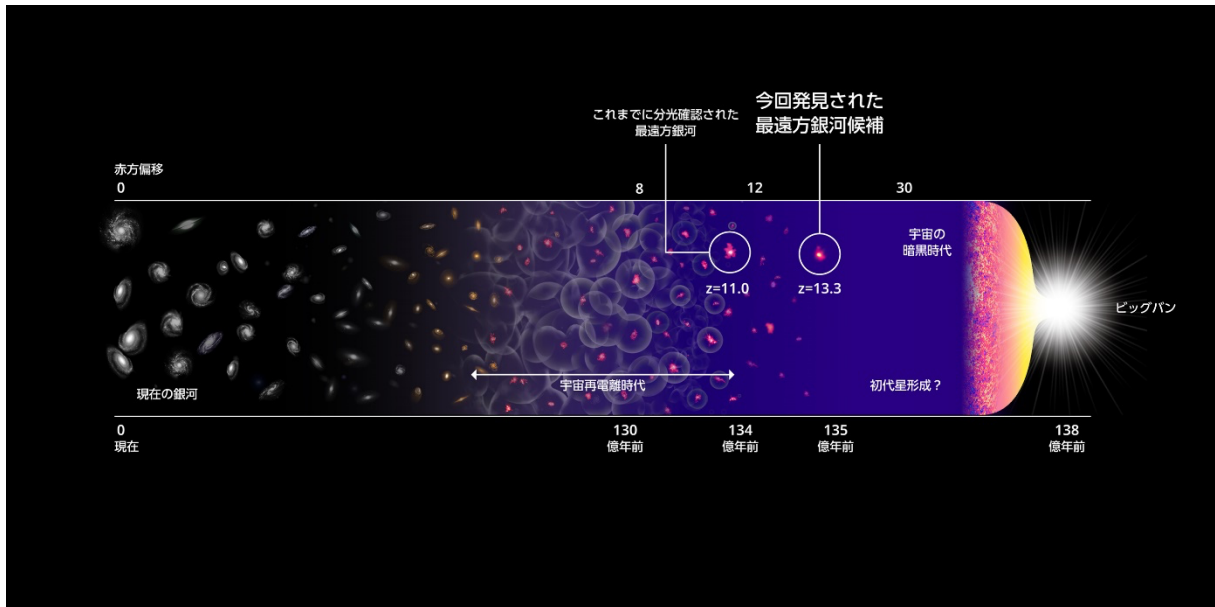 これまでに分光確認された
最遠方銀河
今回発見された
最遠方銀河候補
赤方偏移
0
8
12
30
宇宙の
暗黒時代
z=11.0
z=13.3
ビッグバン
宇宙再電離時代
初代星形成？
現在の銀河
0
現在
130
億年前
134
億年前
135
億年前
138
億年前